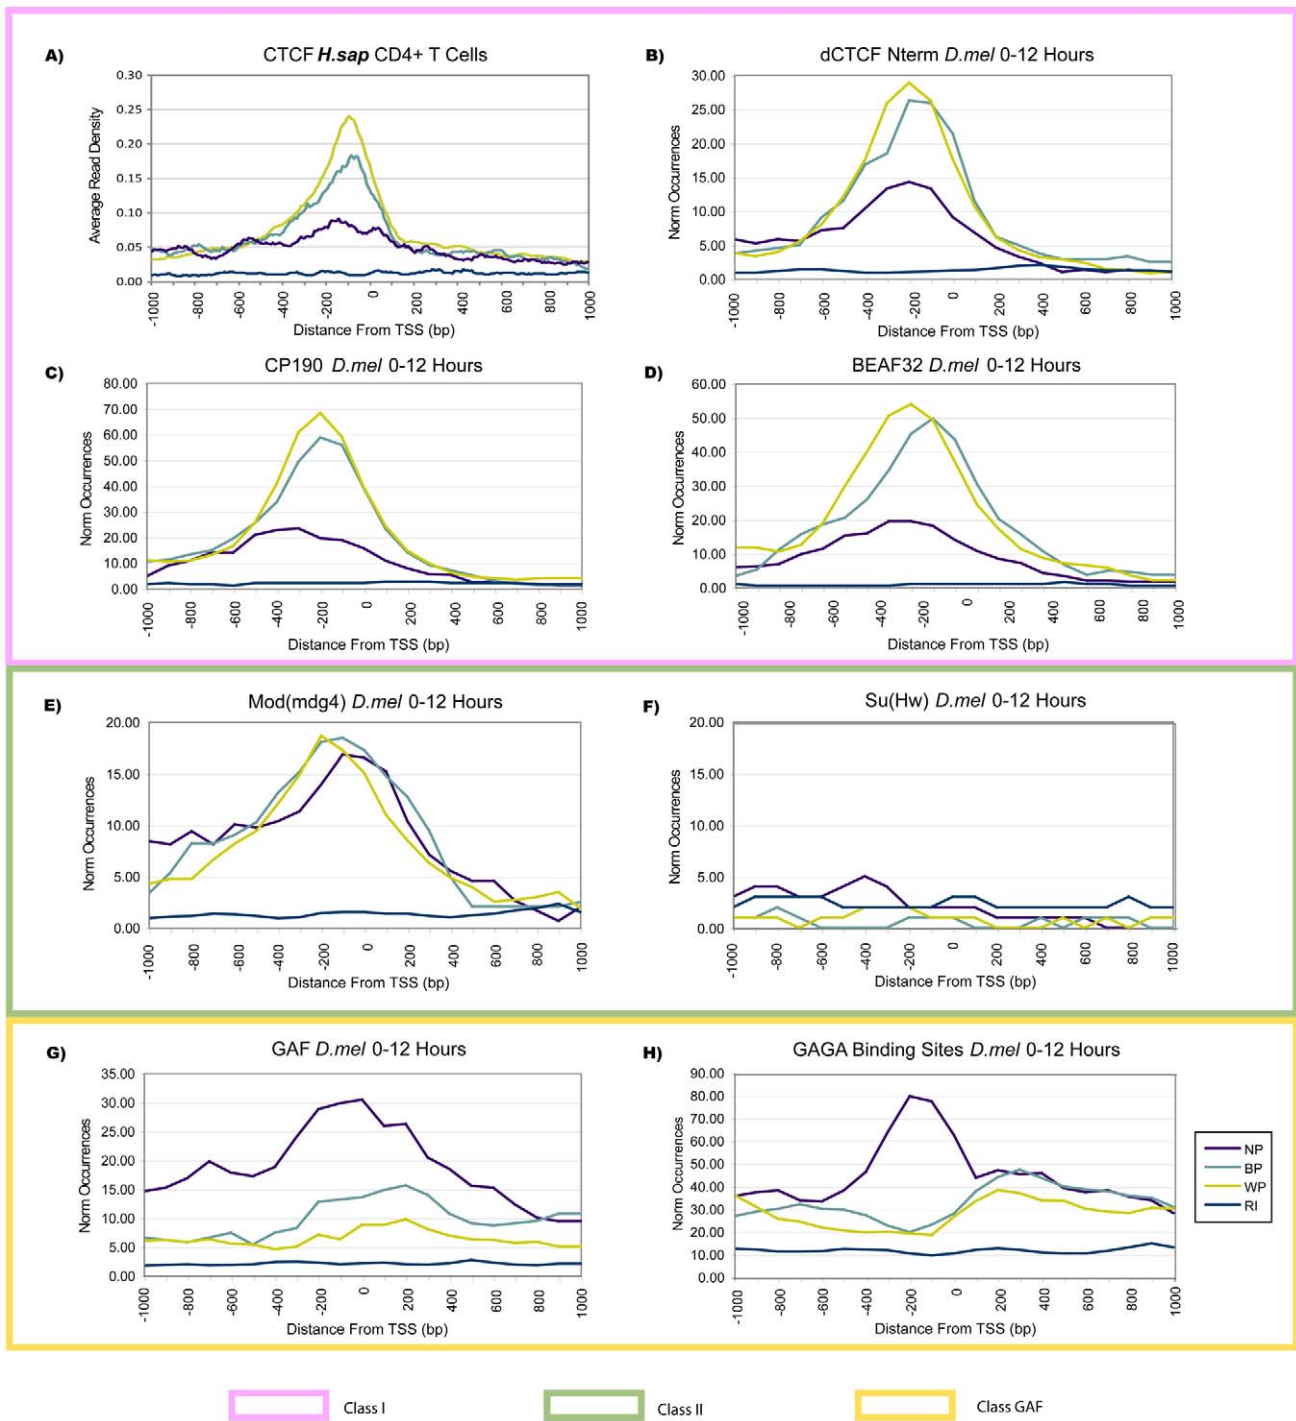 A) CTCF H.sap CD4+ T Cells
0.30
0.25
0.20
0.15
0.10
0.05
0.00
Average Read Density
-1000 -800 -600 -400 -200 0 200 400 600 800 1000
Distance From TSS (bp)
B) dCTCF Nterm D.mel 0-12 Hours
30.00
25.00
20.00
15.00
10.00
5.00
0.00
Norm Occurrences
-1000 -800 -600 -400 -200 0 200 400 600 800 1000
Distance From TSS (bp)
C) CP190 D.mel 0-12 Hours
80.00
70.00
60.00
50.00
40.00
30.00
20.00
10.00
0.00
Norm Occurrences
-1000 -800 -600 -400 -200 0 200 400 600 800 1000
Distance From TSS (bp)
D) BEAF32 D.mel 0-12 Hours
60.00
50.00
40.00
30.00
20.00
10.00
0.00
Norm Occurrences
-1000 -800 -600 -400 -200 0 200 400 600 800 1000
Distance From TSS (bp)
E) Mod(mdg4) D.mel 0-12 Hours
20.00
15.00
10.00
5.00
0.00
Norm Occurrences
-1000 -800 -600 -400 -200 0 200 400 600 800 1000
Distance From TSS (bp)
F) Su(Hw) D.mel 0-12 Hours
20.00
15.00
10.00
5.00
0.00
Norm Occurrences
-1000 -800 -600 -400 -200 0 200 400 600 800 1000
Distance From TSS (bp)
G) GAF D.mel 0-12 Hours
35.00
30.00
25.00
20.00
15.00
10.00
5.00
0.00
Norm Occurrences
-1000 -800 -600 -400 -200 0 200 400 600 800 1000
Distance From TSS (bp)
H) GAGA Binding Sites D.mel 0-12 Hours
90.00
80.00
70.00
60.00
50.00
40.00
30.00
20.00
10.00
0.00
Norm Occurrences
-1000 -800 -600 -400 -200 0 200 400 600 800 1000
Distance From TSS (bp)
NP
BP
WP
RI
Class I
Class II
Class GAF